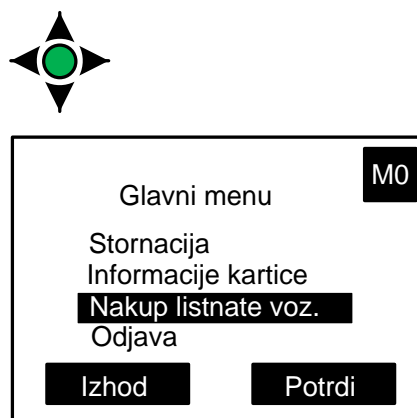 M0
Glavni menu
Stornacija
Informacije kartice
Nakup listnate voz.
Odjava
Izhod
Potrdi